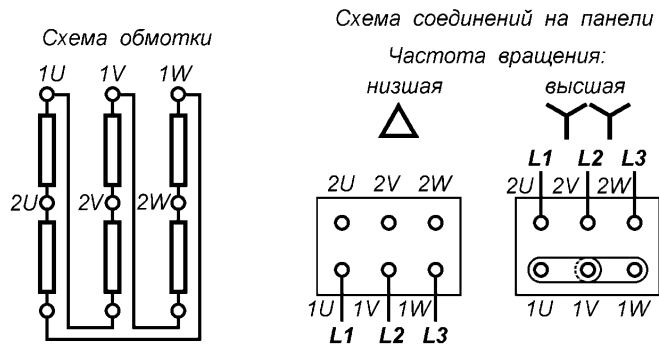 Схема соединений на панели
Схема обмотки
Частота вращения:
1U 1V 1W
низшая высшая
L1 L2 L3
2U 2V 2W 2U 2V 2W
2U 2V 2W
1U 1V 1W 1U 1V 1W
L1 L2 L3